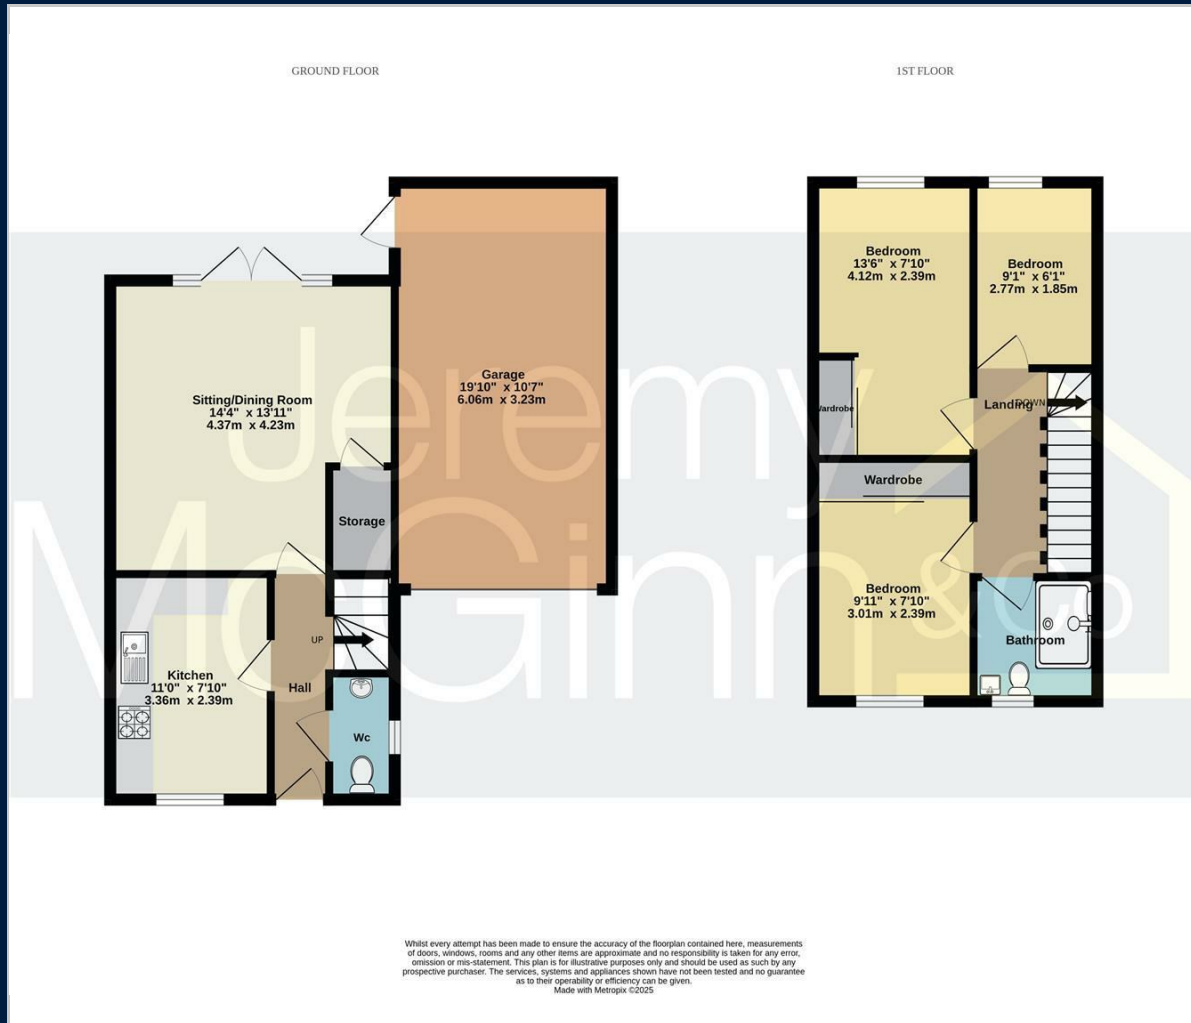 GROUND FLOOR
1ST FLOOR
Bedroom
13'6" x 7'10"
4.12m x 2.39m
Bedroom
9'1" x 6'1"
2.77m x 1.85m
Garage
19'10" x 10'7"
6.06m x 3.23m
Sitting/Dining Room
14'4" x 13'11"
4.37m x 4.23m
Wardrobe
Landing
DOWN
Storage
Wardrobe
Bedroom
9'11" x 7'10"
3.01m x 2.39m
UP
Bathroom
Kitchen
11'0" x 7'10"
3.36m x 2.39m
Hall
Wc
Jeremy
McGinn &Co
Whilst every attempt has been made to ensure the accuracy of the floorplan contained here, measurements
of doors, windows, rooms and any other items are approximate and no responsibility is taken for any error,
omission or mis-statement. This plan is for illustrative purposes only and should be used as such by any
prospective purchaser. The services, systems and appliances shown have not been tested and no guarantee
as to their operability or efficiency can be given.
Made with Metropix ©2025